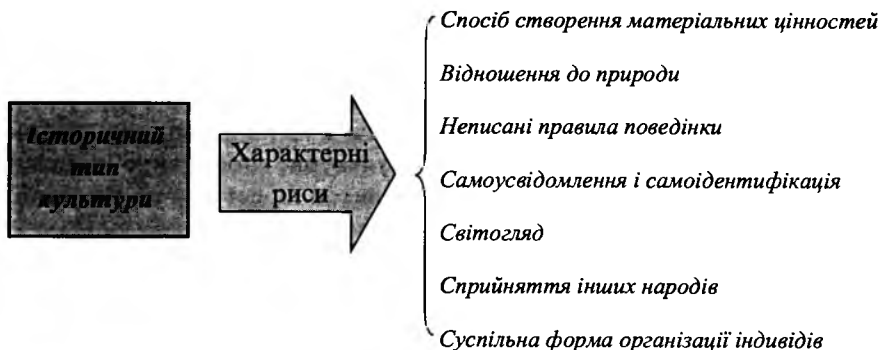 Історичний
тип
культури
Характерні
риси
Спосіб створення матеріальних цінностей
Відношення до природи
Неписані правила поведінки
Самоусвідомлення і самоідентифікація
Світогляд
Сприйняття інших народів
Суспільна форма організації індивідів